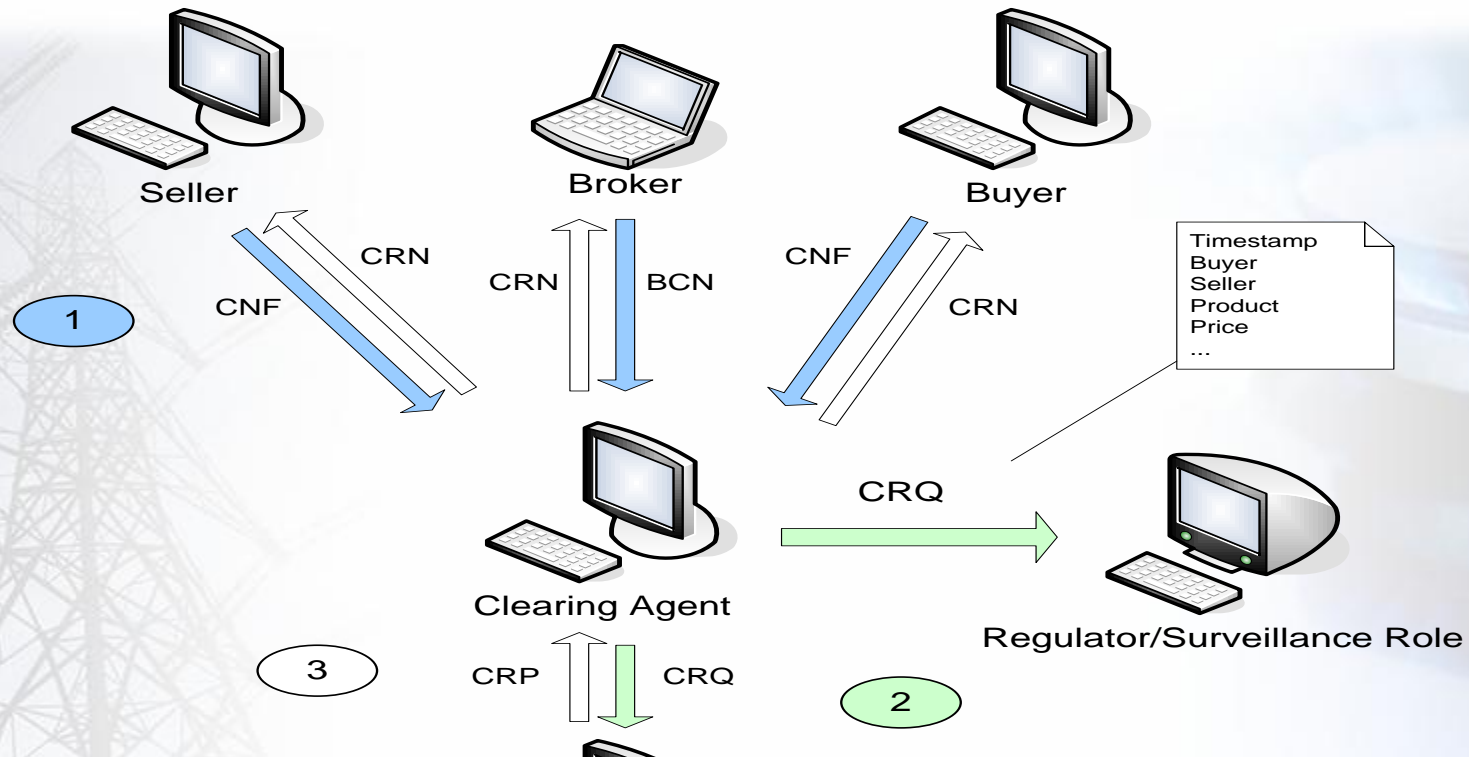 Seller
Broker
Buyer
CRN
CNF
CRN
BCN
CNF
CRN
1
Timestamp
Buyer
Seller
Product
Price
...
CRQ
Clearing Agent
Regulator/Surveillance Role
3
CRP
CRQ
2